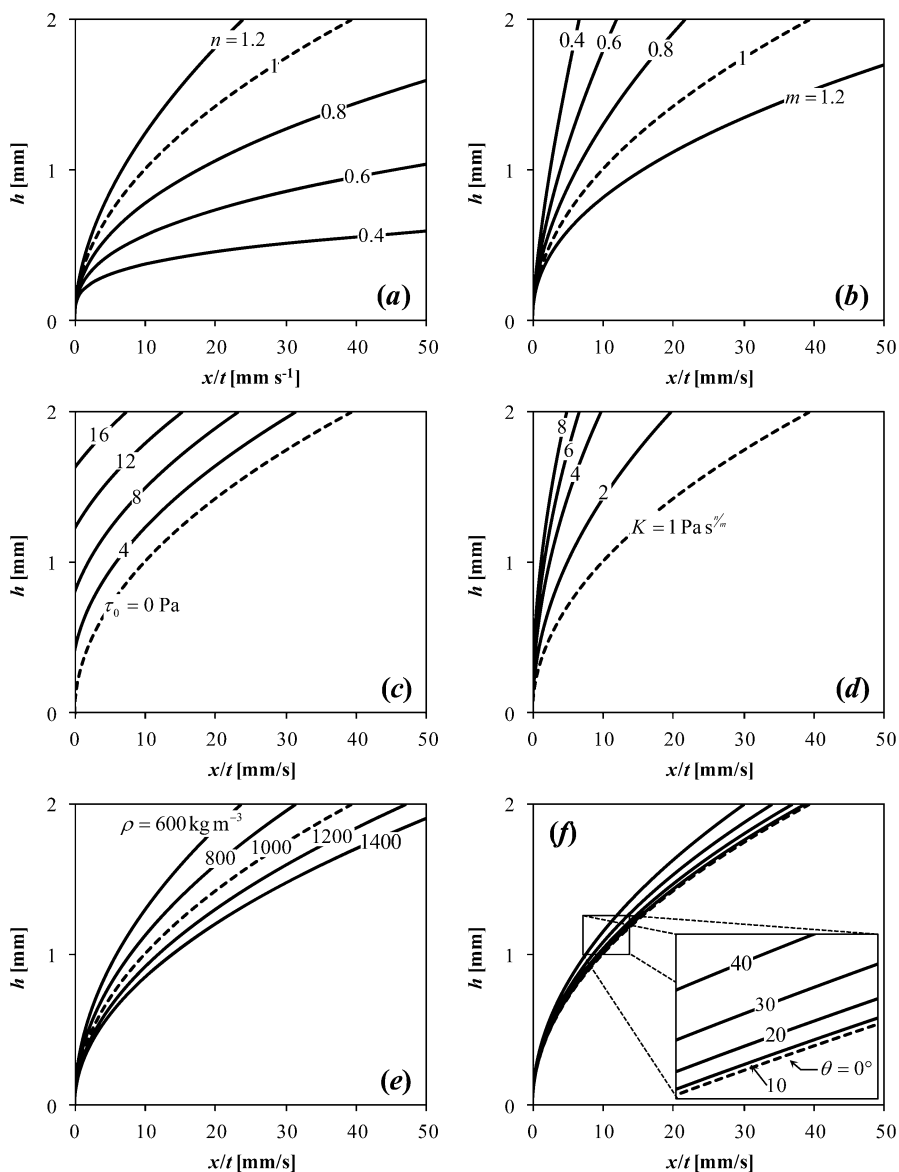 2
1
0
h [mm]
n = 1.2
1
0.8
0.6
0.4
(a)
0 10 20 30 40 50
x/t [mm s⁻¹]
2
1
0
h [mm]
0.4
0.6
0.8
1
m = 1.2
(b)
0 10 20 30 40 50
x/t [mm/s]
2
1
0
h [mm]
16
12
8
4
τ₀ = 0 Pa
(c)
0 10 20 30 40 50
x/t [mm/s]
2
1
0
h [mm]
8
6
4
2
K = 1 Pa sⁿ/ᵐ
(d)
0 10 20 30 40 50
x/t [mm/s]
2
1
0
h [mm]
ρ = 600 kg m⁻³
800
1000
1200
1400
(e)
0 10 20 30 40 50
x/t [mm/s]
2
1
0
h [mm]
(f)
40
30
20
10
θ = 0°
0 10 20 30 40 50
x/t [mm/s]